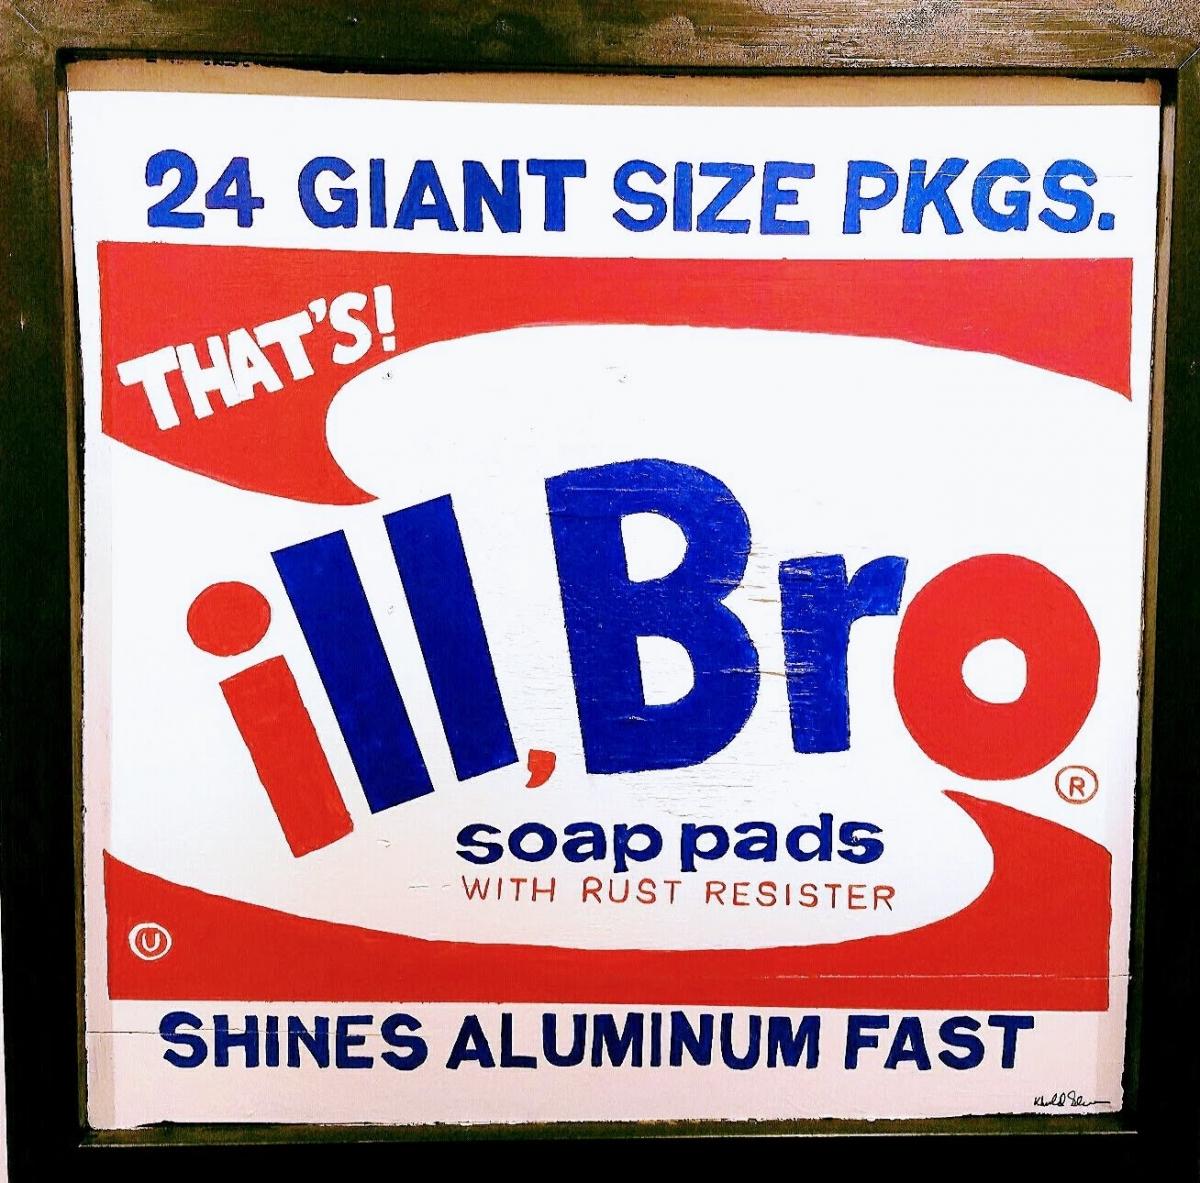 24 GIANT SIZE PKGS.
THAT'S!
ill, Bro
®
soap pads
WITH RUST RESISTER
Ⓤ
SHINES ALUMINUM FAST